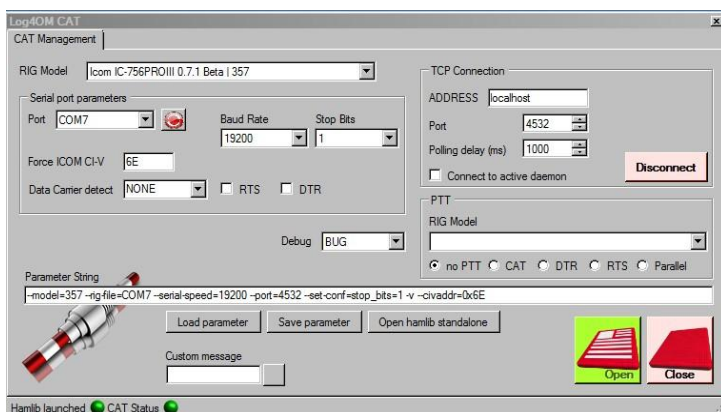 Log4OM CAT
CAT Management
RIG Model Icom IC-756PROIII 0.7.1 Beta | 357
Serial port parameters
Port COM7
Baud Rate
19200
Stop Bits
1
Force ICOM CI-V 6E
Data Carrier detect NONE RTS DTR
TCP Connection
ADDRESS localhost
Port 4532
Polling delay (ms) 1000
Connect to active daemon
Disconnect
PTT
RIG Model
no PTT CAT DTR RTS Parallel
Debug BUG
Parameter String
--model=357 --rig-file=COM7 --serial-speed=19200 --port=4532 --set-conf=stop_bits=1 -v --civaddr=0x6E
Load parameter Save parameter Open hamlib standalone
Custom message
Open Close
Hamlib launched CAT Status